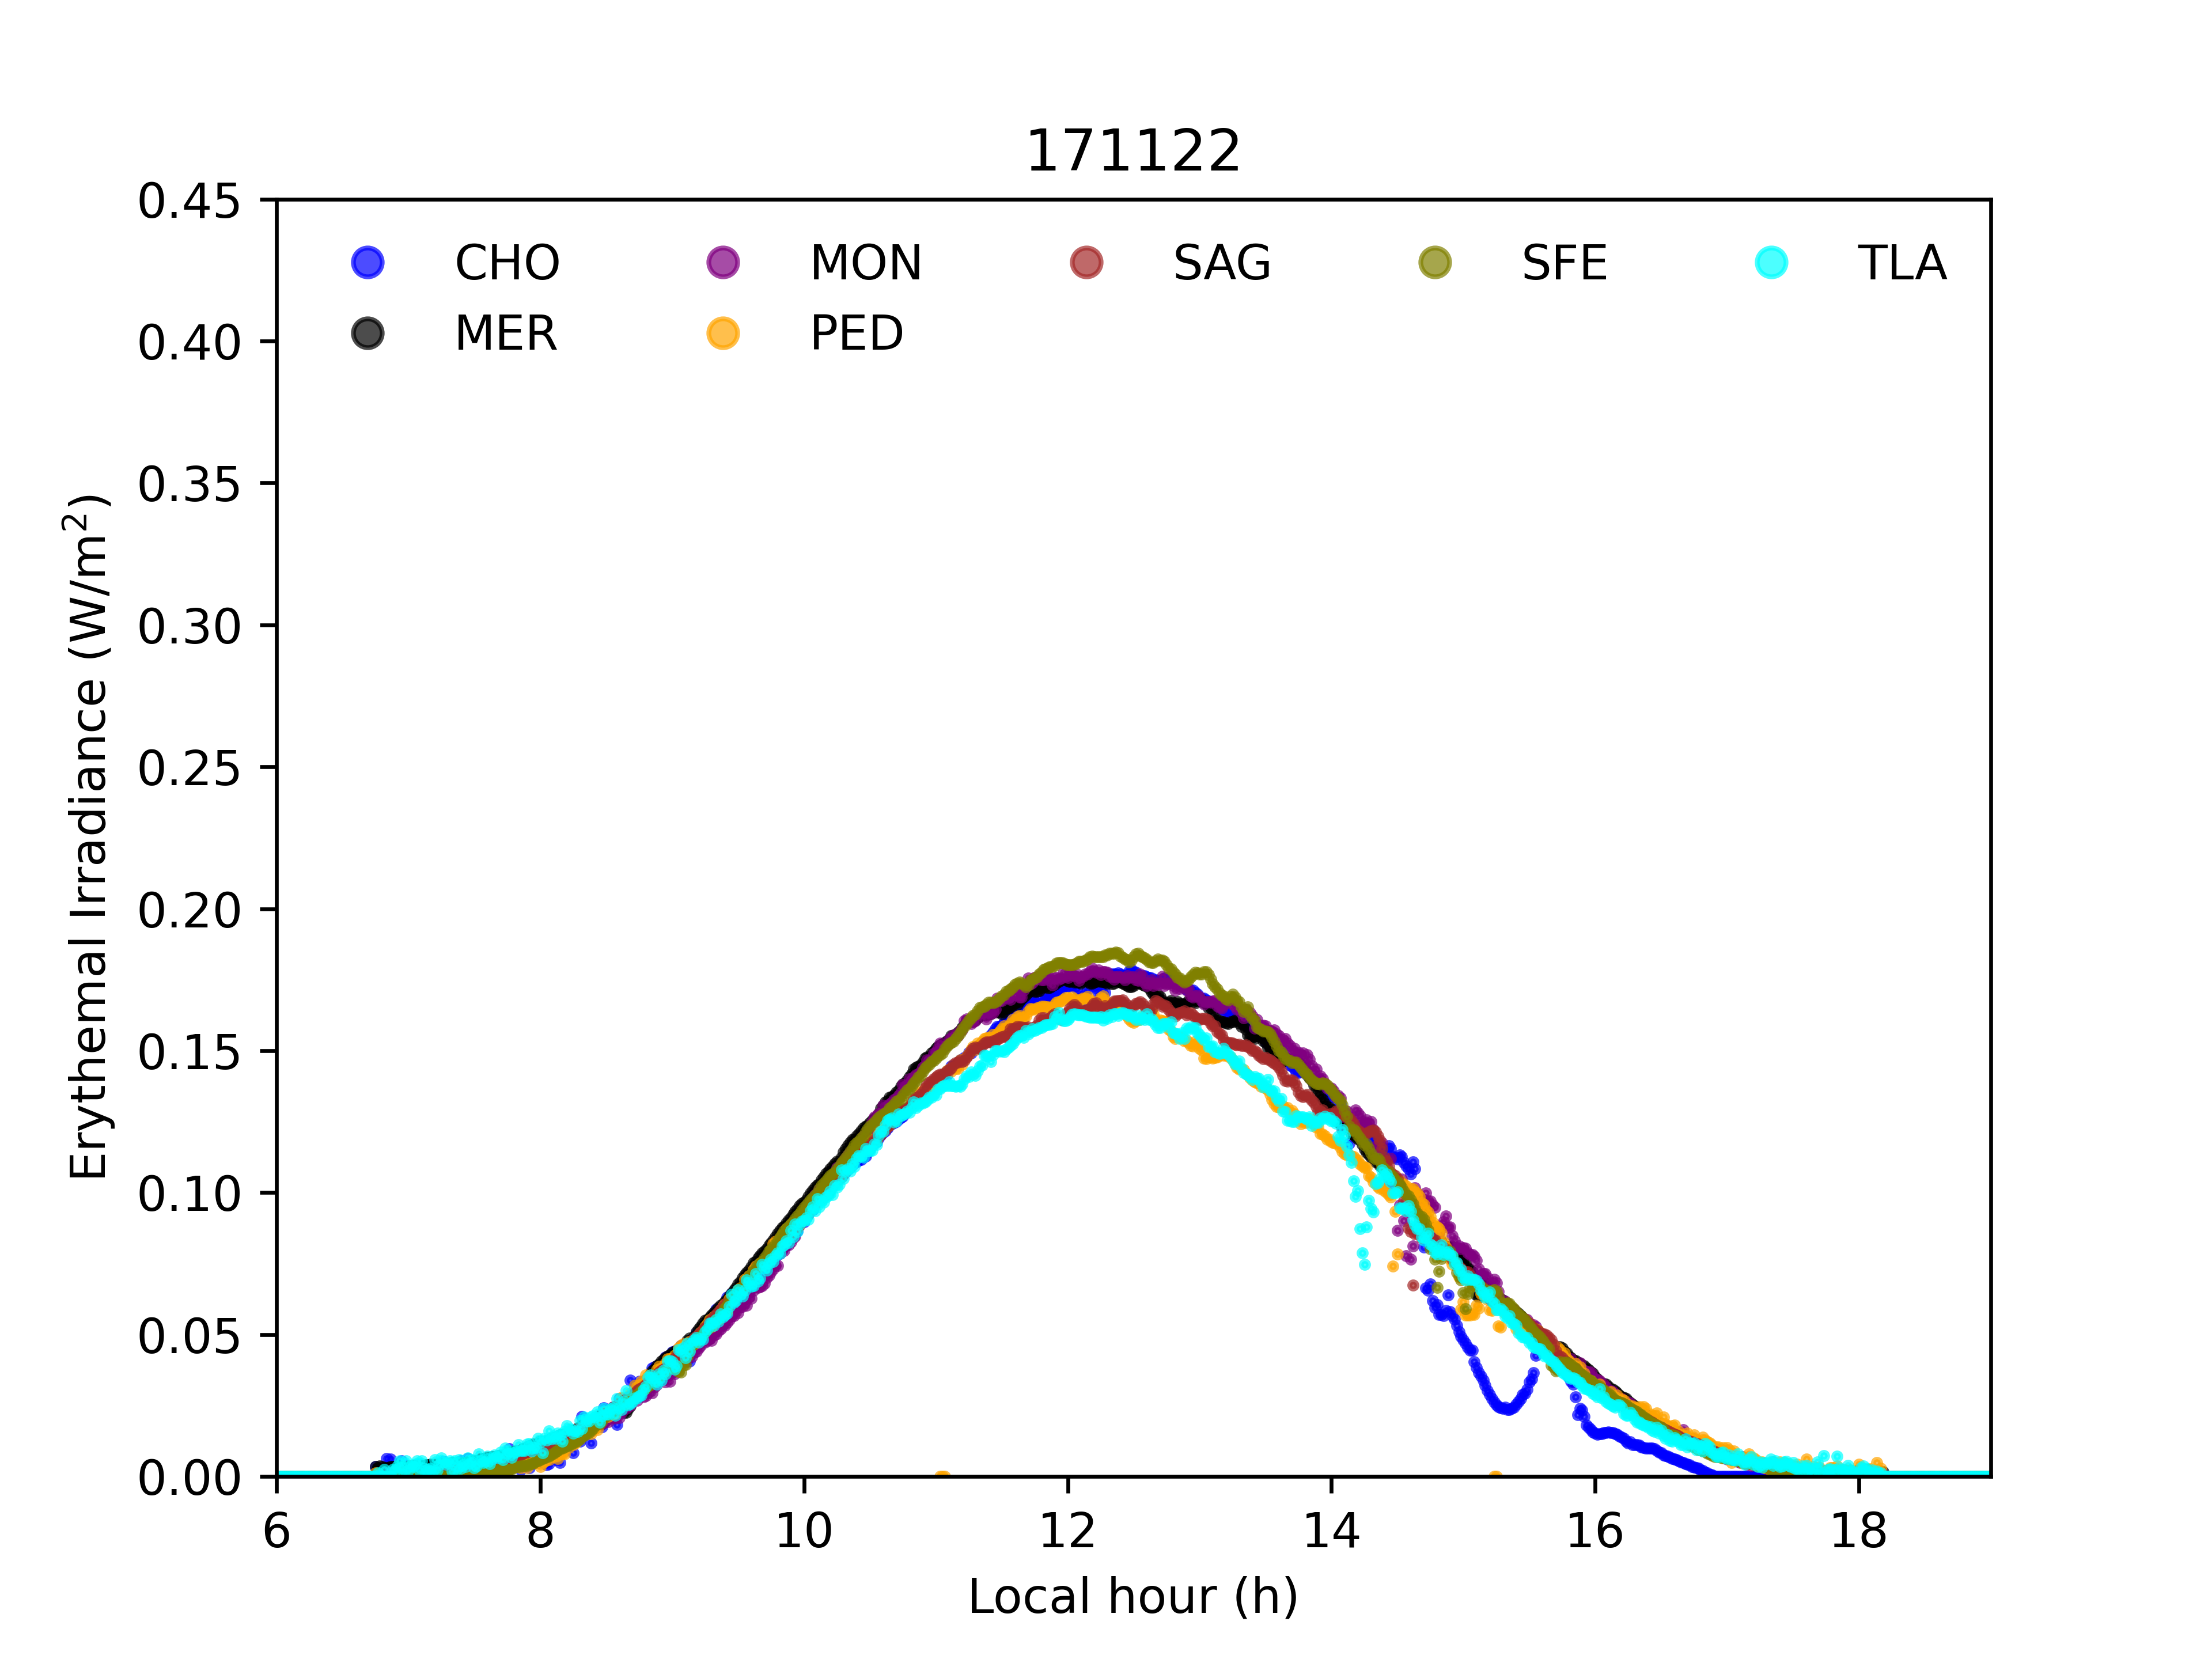 171122
0.45
CHO MON SAG SFE TLA
MER PED
0.40
0.35
0.30
0.25
0.20
0.15
0.10
0.05
0.00
Erythemal Irradiance (W/m²)
6 8 10 12 14 16 18
Local hour (h)